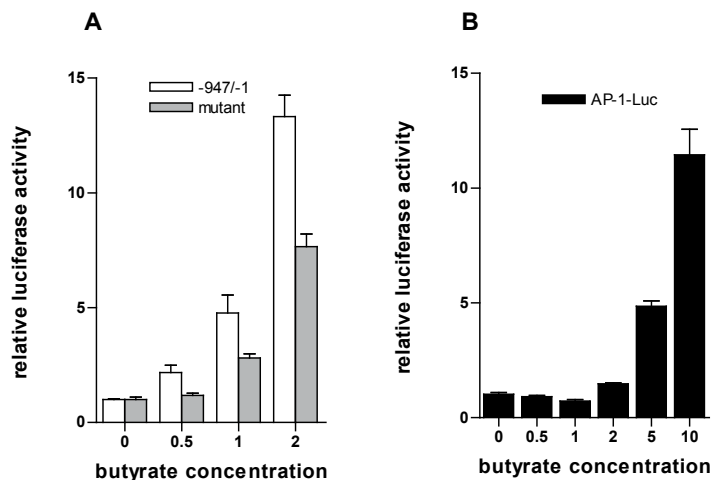 A
-947/-1
mutant
relative luciferase activity
15
10
5
0
0 0.5 1 2
butyrate concentration
B
AP-1-Luc
relative luciferase activity
15
10
5
0
0 0.5 1 2 5 10
butyrate concentration